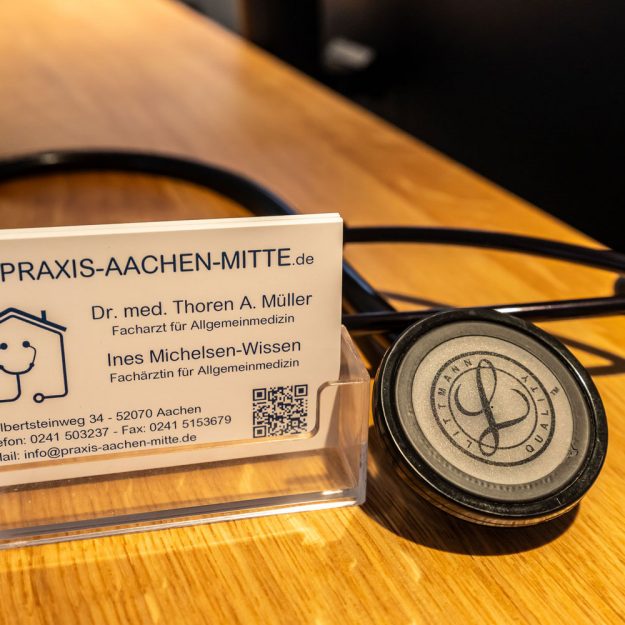 PRAXIS-AACHEN-MITTE.de
Dr. med. Thoren A. Müller
Facharzt für Allgemeinmedizin
Ines Michelsen-Wissen
Fachärztin für Allgemeinmedizin
lbertsteinweg 34 - 52070 Aachen
efon: 0241 503237 - Fax: 0241 5153679
Mail: info@praxis-aachen-mitte.de
LITTMANN
QUALITY